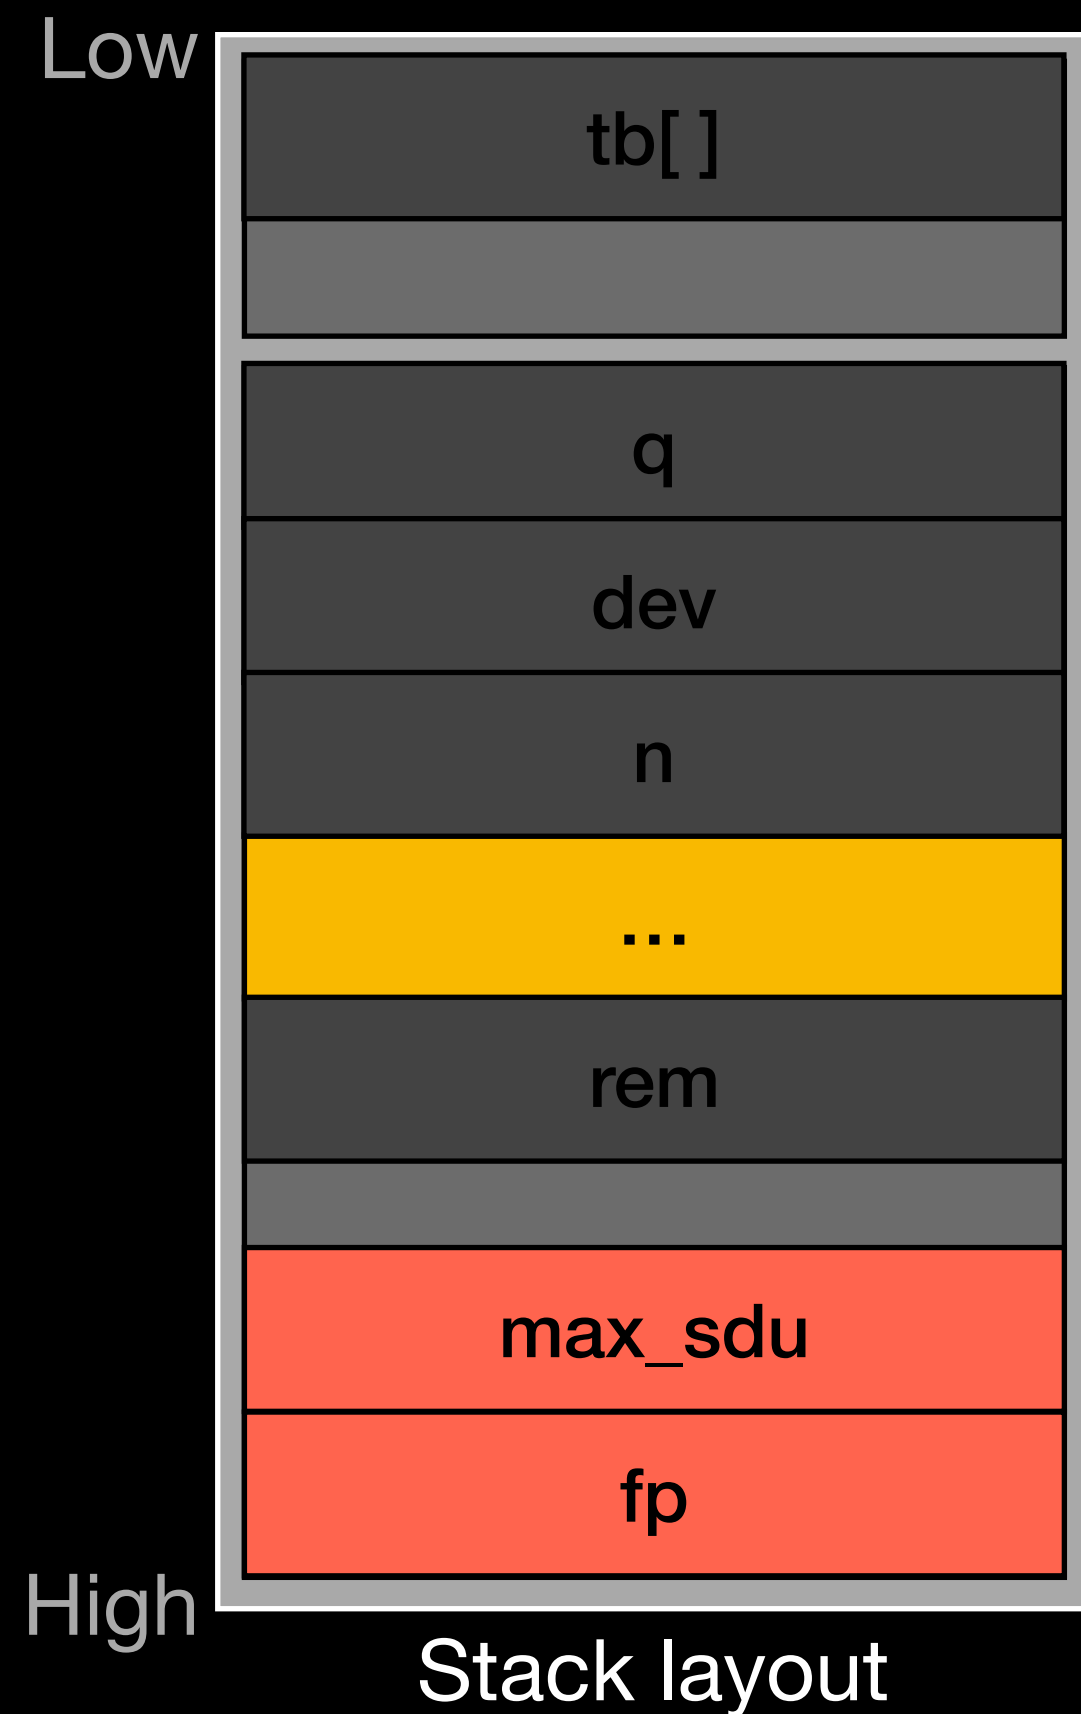 Low
tb[ ]
q
dev
n
...
rem
max_sdu
fp
High
Stack layout